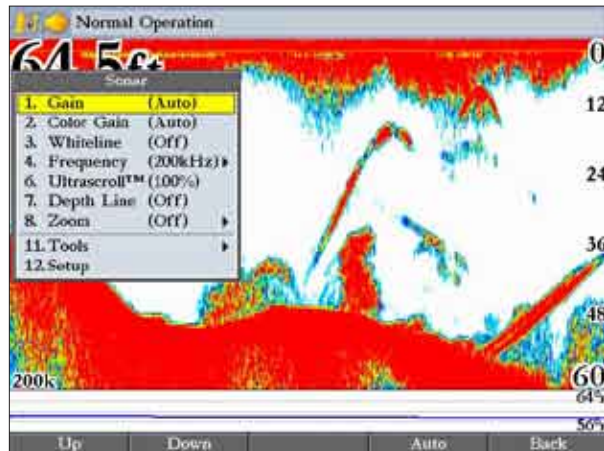 Normal Operation
64.5ft
Sonar
1. Gain (Auto)
2. Color Gain (Auto)
3. Whiteline (Off)
4. Frequency (200kHz)
6. Ultrascroll™ (100%)
7. Depth Line (Off)
8. Zoom (Off)
11. Tools
12. Setup
0
12
24
36
48
60
200k
64°
56°
Up Down Auto Back